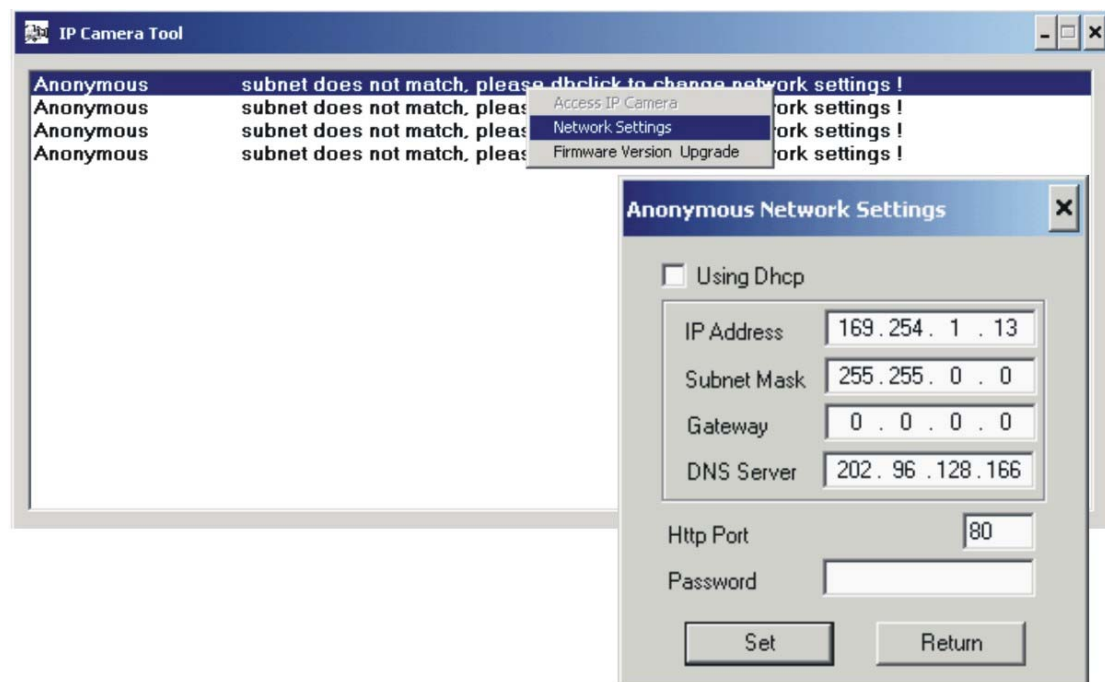 IP Camera Tool
Anonymous subnet does not match, please dbclick to change network settings !
Anonymous subnet does not match, pleas ork settings !
Anonymous subnet does not match, pleas ork settings !
Anonymous subnet does not match, pleas ork settings !
Access IP Camera
Network Settings
Firmware Version Upgrade
Anonymous Network Settings
Using Dhcp
IP Address 169.254. 1 . 13
Subnet Mask 255.255. 0 . 0
Gateway 0 . 0 . 0 . 0
DNS Server 202. 96 .128.166
Http Port 80
Password
Set Return